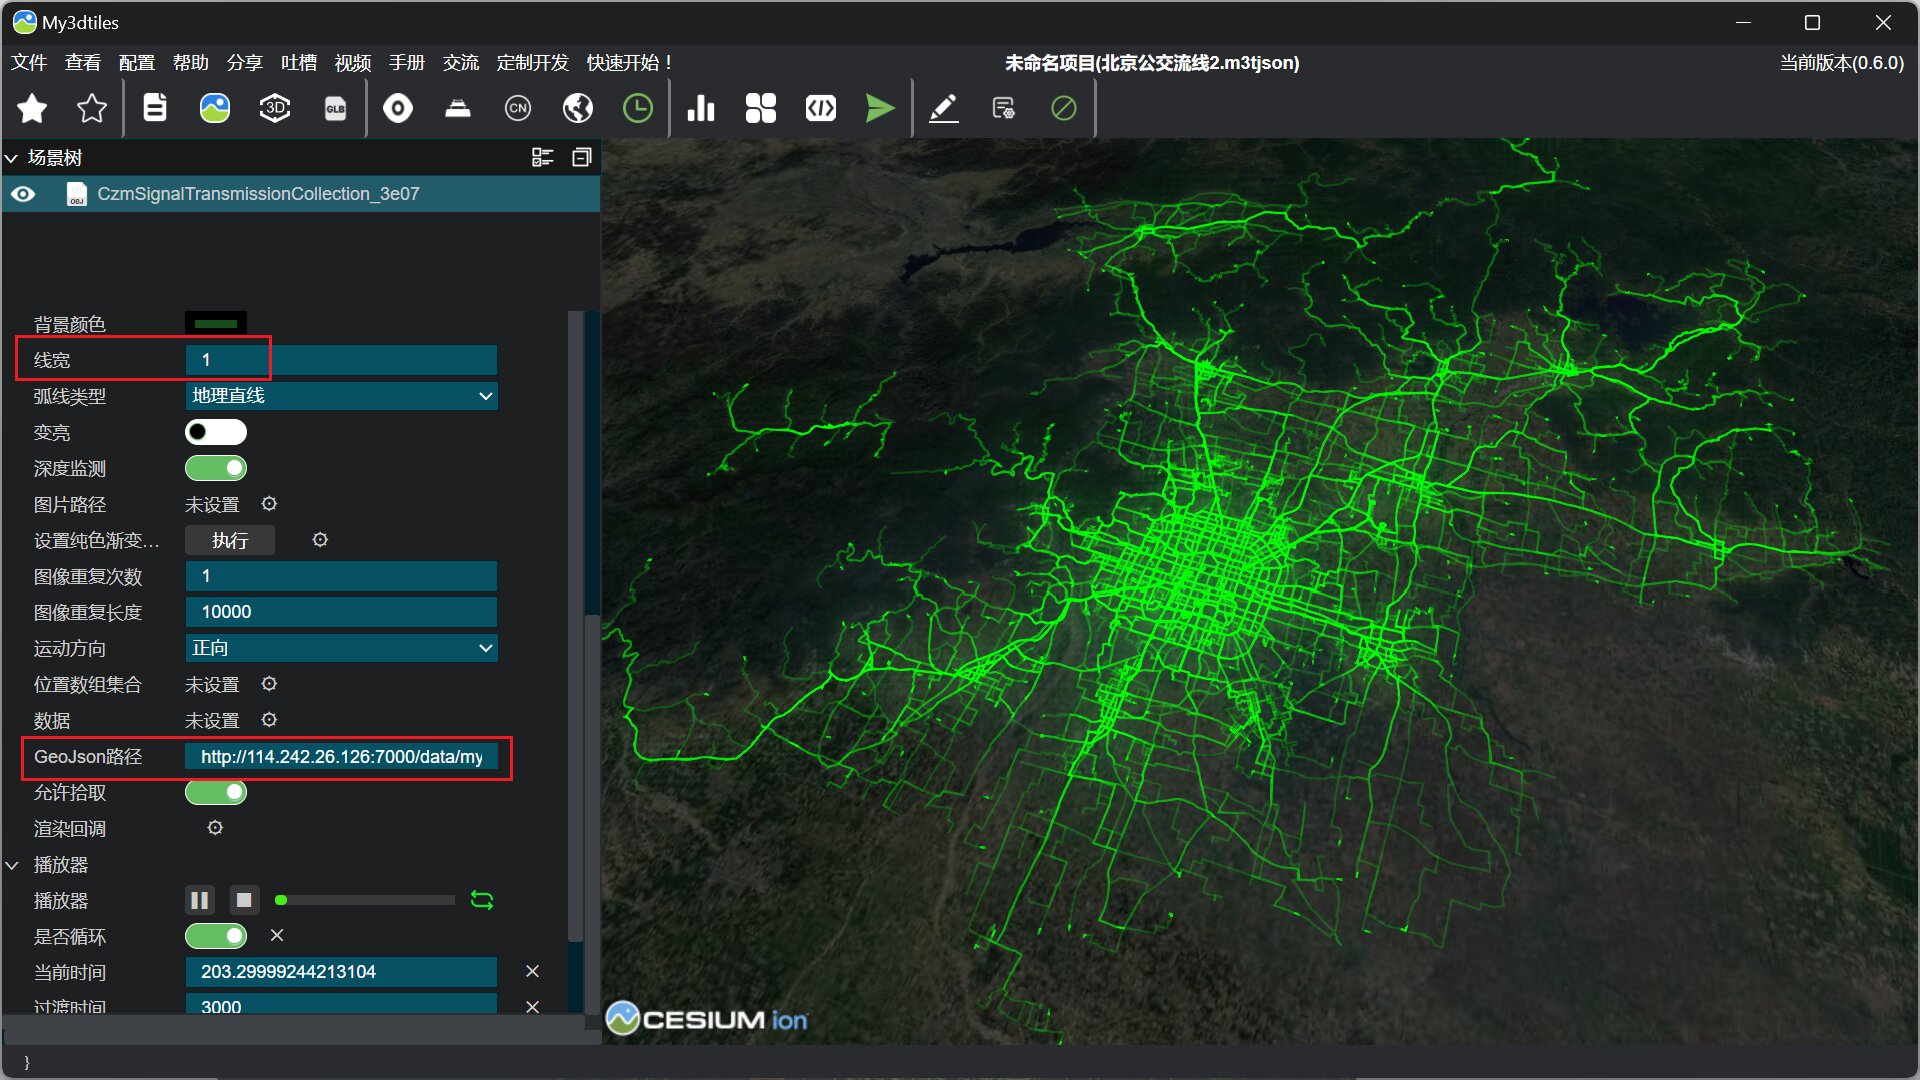 My3dtiles
文件 查看 配置 帮助 分享 吐槽 视频 手册 交流 定制开发 快速开始！ 未命名项目(北京公交流线2.m3tjson) 当前版本(0.6.0)
3D GLB CN
场景树
OBJ CzmSignalTransmissionCollection_3e07
背景颜色
线宽 1
弧线类型 地理直线
变亮
深度监测
图片路径 未设置
设置纯色渐变... 执行
图像重复次数 1
图像重复长度 10000
运动方向 正向
位置数组集合 未设置
数据 未设置
GeoJson路径 http://114.242.26.126:7000/data/my
允许拾取
渲染回调
播放器
播放器
是否循环
当前时间 203.29999244213104
过渡时间 3000
CESIUM ion
}